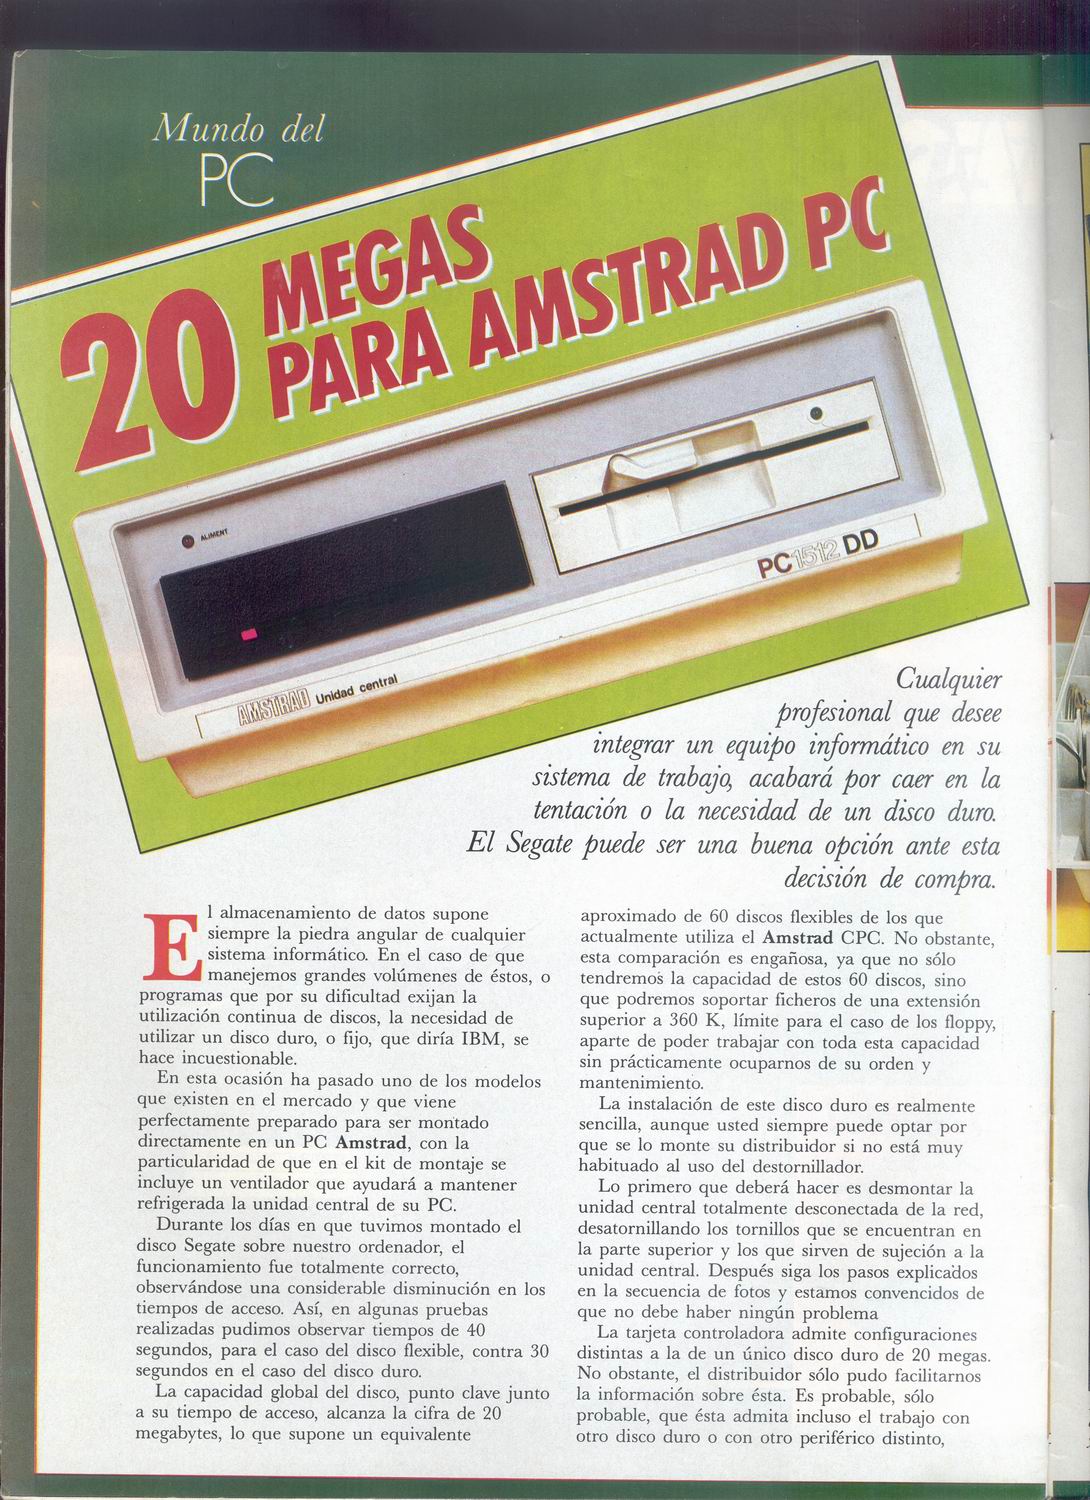 Mundo del
PC
20 MEGAS
PARA AMSTRAD PC
ALIMENT
PC1512 DD
AMSTRAD Unidad central
Cualquier
profesional que desee
integrar un equipo informático en su
sistema de trabajo, acabará por caer en la
tentación o la necesidad de un disco duro.
El Segate puede ser una buena opción ante esta
decisión de compra.
El almacenamiento de datos supone
siempre la piedra angular de cualquier
sistema informático. En el caso de que
manejemos grandes volúmenes de éstos, o
programas que por su dificultad exijan la
utilización continua de discos, la necesidad de
utilizar un disco duro, o fijo, que diría IBM, se
hace incuestionable.
En esta ocasión ha pasado uno de los modelos
que existen en el mercado y que viene
perfectamente preparado para ser montado
directamente en un PC Amstrad, con la
particularidad de que en el kit de montaje se
incluye un ventilador que ayudará a mantener
refrigerada la unidad central de su PC.
Durante los días en que tuvimos montado el
disco Segate sobre nuestro ordenador, el
funcionamiento fue totalmente correcto,
observándose una considerable disminución en los
tiempos de acceso. Así, en algunas pruebas
realizadas pudimos observar tiempos de 40
segundos, para el caso del disco flexible, contra 30
segundos en el caso del disco duro.
La capacidad global del disco, punto clave junto
a su tiempo de acceso, alcanza la cifra de 20
megabytes, lo que supone un equivalente
aproximado de 60 discos flexibles de los que
actualmente utiliza el Amstrad CPC. No obstante,
esta comparación es engañosa, ya que no sólo
tendremos la capacidad de estos 60 discos, sino
que podremos soportar ficheros de una extensión
superior a 360 K, límite para el caso de los floppy,
aparte de poder trabajar con toda esta capacidad
sin prácticamente ocuparnos de su orden y
mantenimiento.
La instalación de este disco duro es realmente
sencilla, aunque usted siempre puede optar por
que se lo monte su distribuidor si no está muy
habituado al uso del destornillador.
Lo primero que deberá hacer es desmontar la
unidad central totalmente desconectada de la red,
desatornillando los tornillos que se encuentran en
la parte superior y los que sirven de sujeción a la
unidad central. Después siga los pasos explicados
en la secuencia de fotos y estamos convencidos de
que no debe haber ningún problema
La tarjeta controladora admite configuraciones
distintas a la de un único disco duro de 20 megas.
No obstante, el distribuidor sólo pudo facilitarnos
la información sobre ésta. Es probable, sólo
probable, que ésta admita incluso el trabajo con
otro disco duro o con otro periférico distinto,